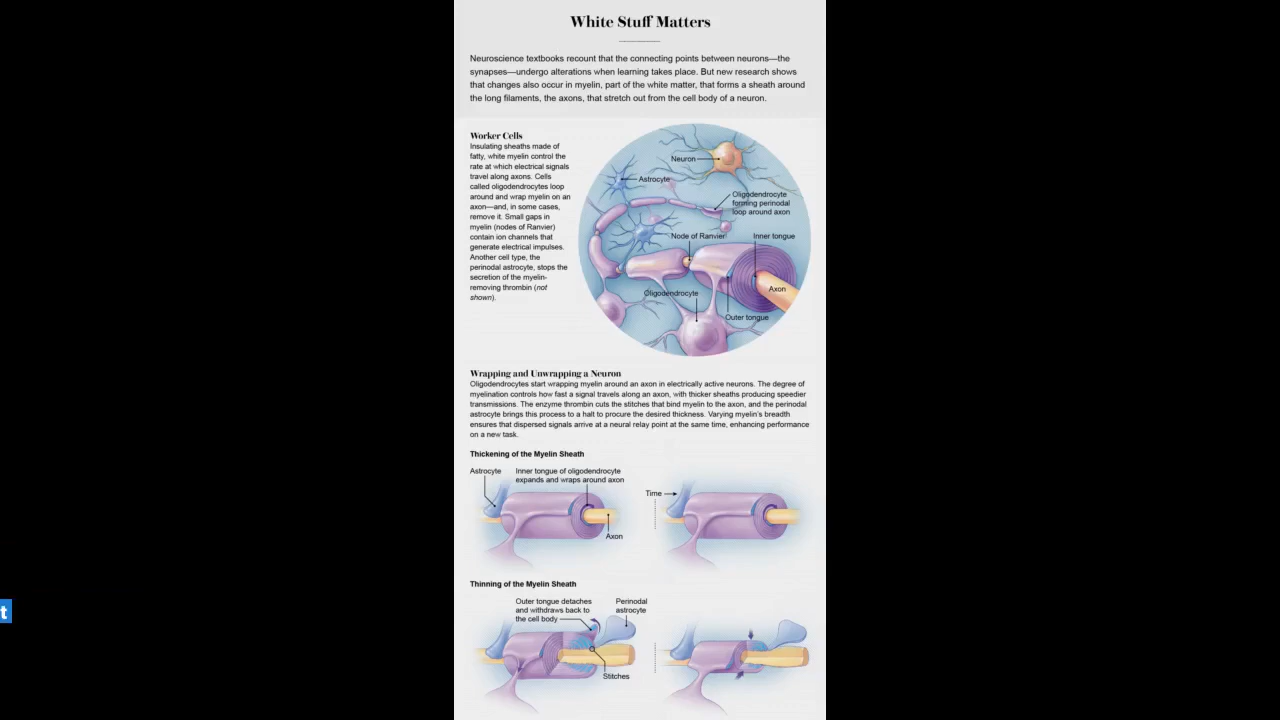 White Stuff Matters
Neuroscience textbooks recount that the connecting points between neurons—the
synapses—undergo alterations when learning takes place. But new research shows
that changes also occur in myelin, part of the white matter, that forms a sheath around
the long filaments, the axons, that stretch out from the cell body of a neuron.
Worker Cells
Insulating sheaths made of
fatty, white myelin control the
rate at which electrical signals
travel along axons. Cells
called oligodendrocytes loop
around and wrap myelin on an
axon—and, in some cases,
remove it. Small gaps in
myelin (nodes of Ranvier)
contain ion channels that
generate electrical impulses.
Another cell type, the
perinodal astrocyte, stops the
secretion of the myelin-
removing thrombin (not
shown).
Neuron
Astrocyte
Oligodendrocyte
forming perinodal
loop around axon
Node of Ranvier
Inner tongue
Axon
Oligodendrocyte
Outer tongue
Wrapping and Unwrapping a Neuron
Oligodendrocytes start wrapping myelin around an axon in electrically active neurons. The degree of
myelination controls how fast a signal travels along an axon, with thicker sheaths producing speedier
transmissions. The enzyme thrombin cuts the stitches that bind myelin to the axon, and the perinodal
astrocyte brings this process to a halt to procure the desired thickness. Varying myelin's breadth
ensures that dispersed signals arrive at a neural relay point at the same time, enhancing performance
on a new task.
Thickening of the Myelin Sheath
Astrocyte
Inner tongue of oligodendrocyte
expands and wraps around axon
Time
Axon
Thinning of the Myelin Sheath
Outer tongue detaches
and withdraws back to
the cell body
Perinodal
astrocyte
Stitches
t